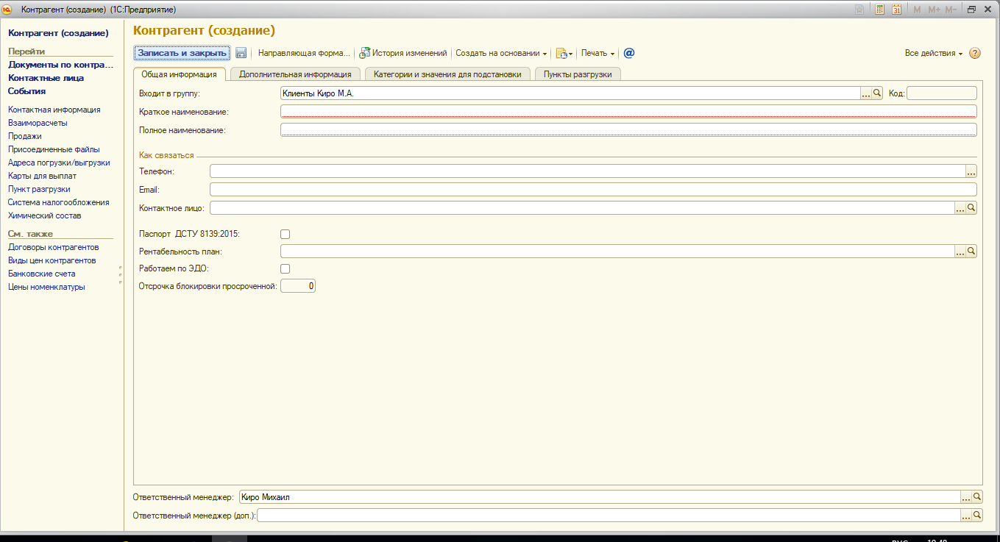 Контрагент (создание) (1С:Предприятие)
M M+ M-
Контрагент (создание)
Перейти
Документы по контра...
Контактные лица
События
Контактная информация
Взаиморасчеты
Продажи
Присоединенные файлы
Адреса погрузки/выгрузки
Карты для выплат
Пункт разгрузки
Система налогообложения
Химический состав
См. также
Договоры контрагентов
Виды цен контрагентов
Банковские счета
Цены номенклатуры
Контрагент (создание)
Записать и закрыть Направляющая форма... История изменений Создать на основании Печать @ Все действия ?
Общая информация Дополнительная информация Категории и значения для подстановки Пункты разгрузки
Входит в группу: Клиенты Киро М.А. ... Код:
Краткое наименование:
Полное наименование:
Как связаться
Телефон: ...
Email:
Контактное лицо: ...
Паспорт ДСТУ 8139:2015:
Рентабельность план: ...
Работаем по ЭДО:
Отсрочка блокировки просроченной: 0
Ответственный менеджер: Киро Михаил ...
Ответственный менеджер (доп.): ...